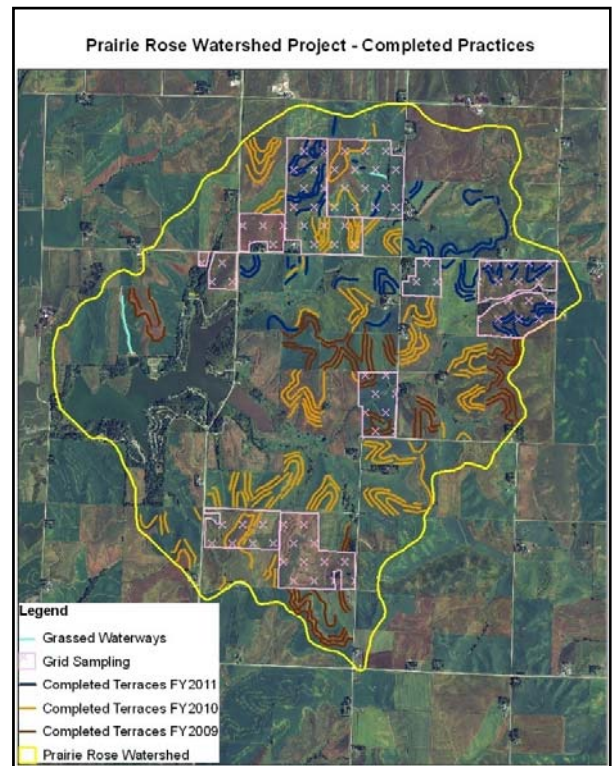 Prairie Rose Watershed Project - Completed Practices
Legend
Grassed Waterways
Grid Sampling
Completed Terraces FY2011
Completed Terraces FY2010
Completed Terraces FY2009
Prairie Rose Watershed